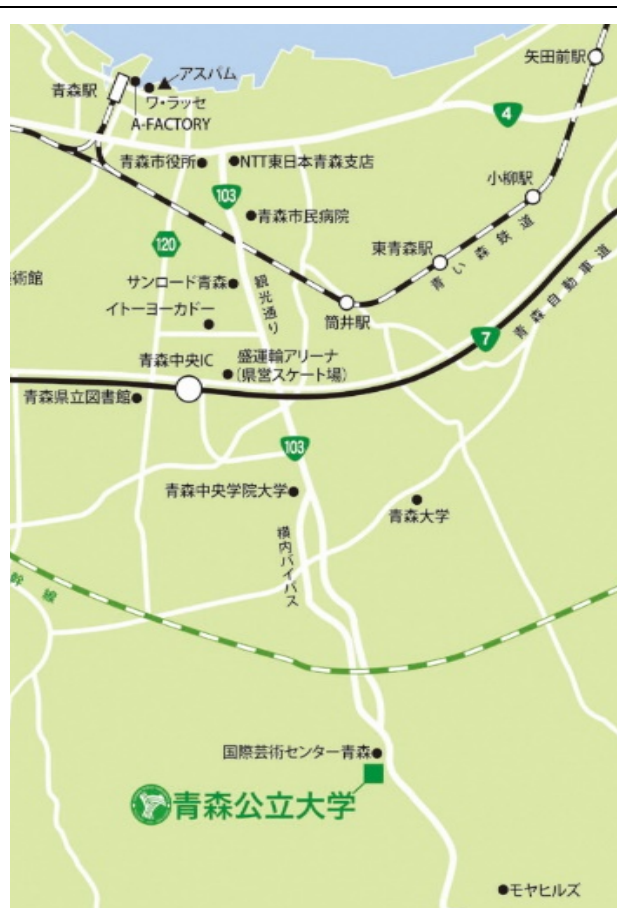 矢田前駅
アスパム
青森駅
ワ・ラッセ
A-FACTORY
4
青森市役所
NTT東日本青森支店
小柳駅
103
青森市民病院
120
東青森駅
青い森鉄道
術館
サンロード青森
観光通り
イトーヨーカドー
筒井駅
青森自動車道
7
青森中央IC
盛運輸アリーナ
(県営スケート場)
青森県立図書館
103
青森中央学院大学
青森大学
横内バイパス
幹線
国際芸術センター青森
青森公立大学
モヤヒルズ